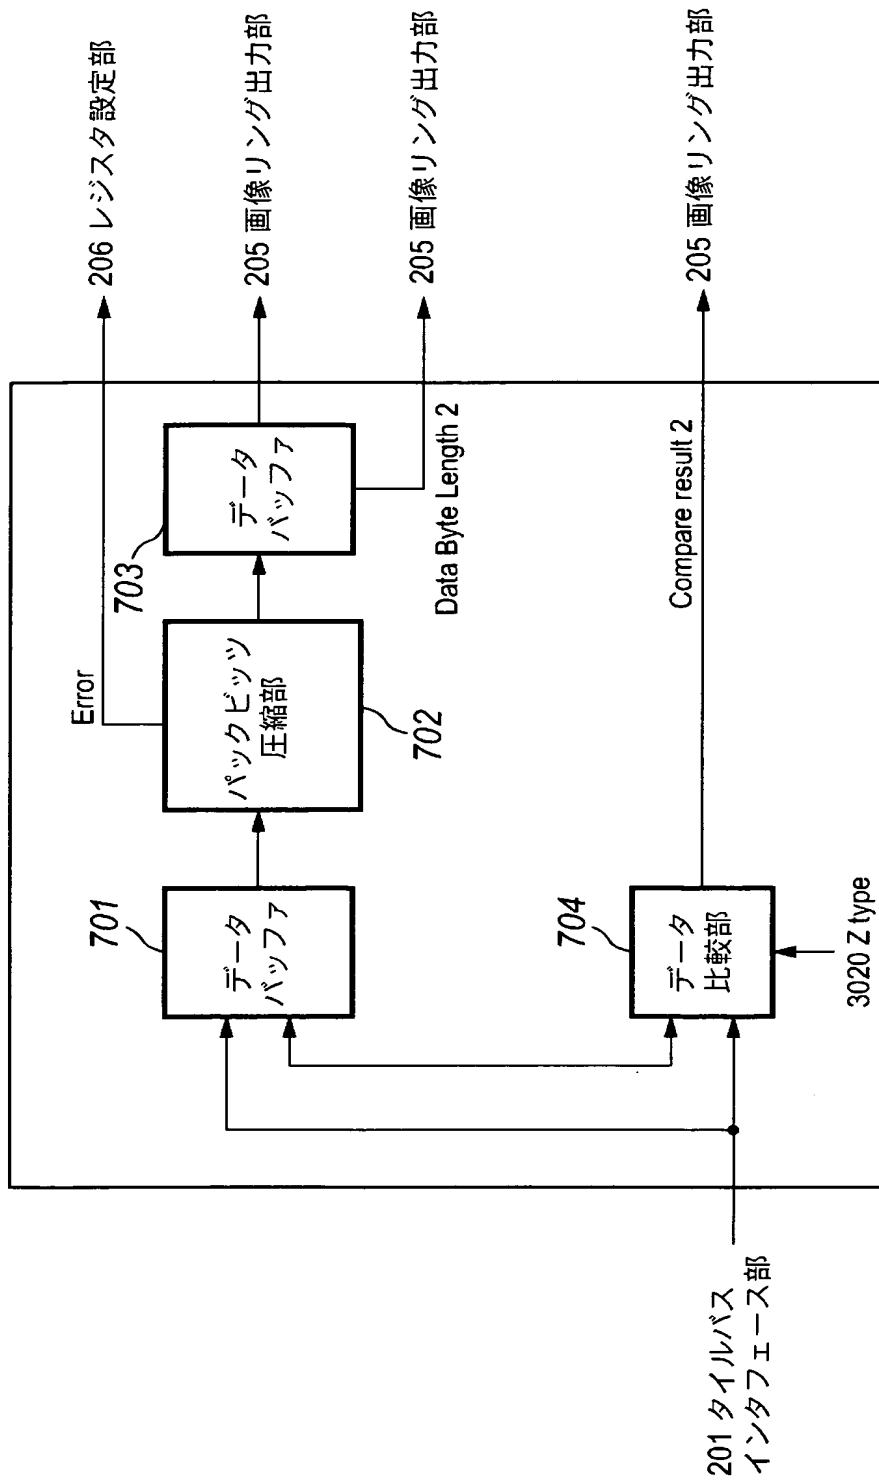 206 レジスタ設定部
205 画像リング出力部
205 画像リング出力部
205 画像リング出力部
Error
703
データ
バッファ
Data Byte Length 2
パックビッツ
圧縮部
702
701
データ
バッファ
Compare result 2
704
データ
比較部
3020 Z type
201 タイルバス
インタフェース部